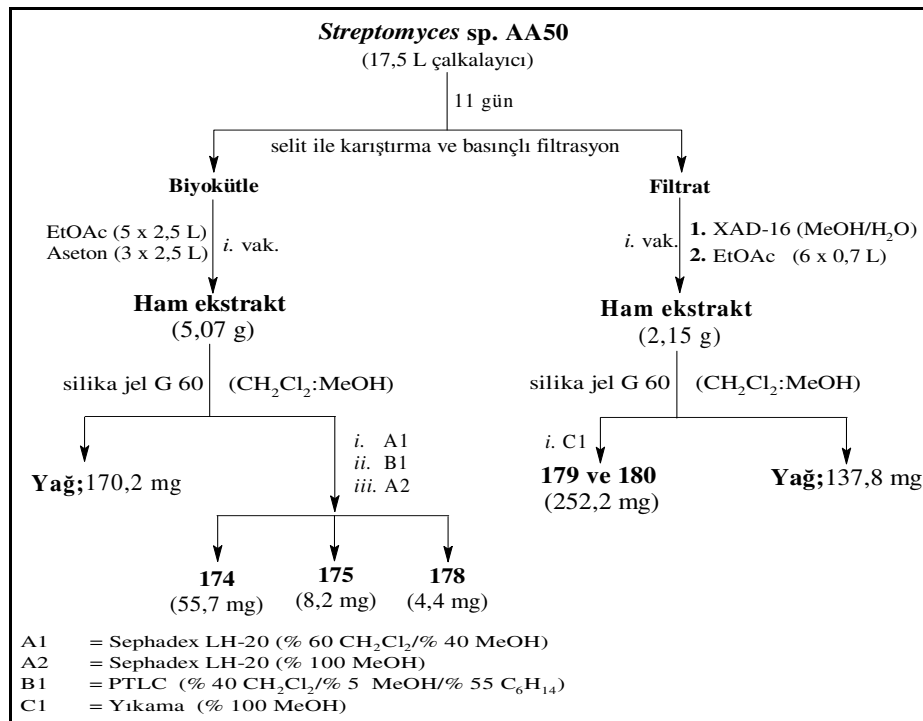 Streptomyces sp. AA50
(17,5 L çalkalayıcı)
11 gün
selit ile karıştırma ve basınçlı filtrasyon
Biyokütle
EtOAc (5 x 2,5 L)
Aseton (3 x 2,5 L)
i. vak.
Ham ekstrakt
(5,07 g)
silika jel G 60 (CH₂Cl₂:MeOH)
Yağ;170,2 mg
i. A1
ii. B1
iii. A2
174
(55,7 mg)
175
(8,2 mg)
178
(4,4 mg)
Filtrat
i. vak.
1. XAD-16 (MeOH/H₂O)
2. EtOAc (6 x 0,7 L)
Ham ekstrakt
(2,15 g)
silika jel G 60 (CH₂Cl₂:MeOH)
i. C1
179 ve 180
(252,2 mg)
Yağ;137,8 mg
A1 = Sephadex LH-20 (% 60 CH₂Cl₂/% 40 MeOH)
A2 = Sephadex LH-20 (% 100 MeOH)
B1 = PTLC (% 40 CH₂Cl₂/% 5 MeOH/% 55 C₆H₁₄)
C1 = Yıkama (% 100 MeOH)